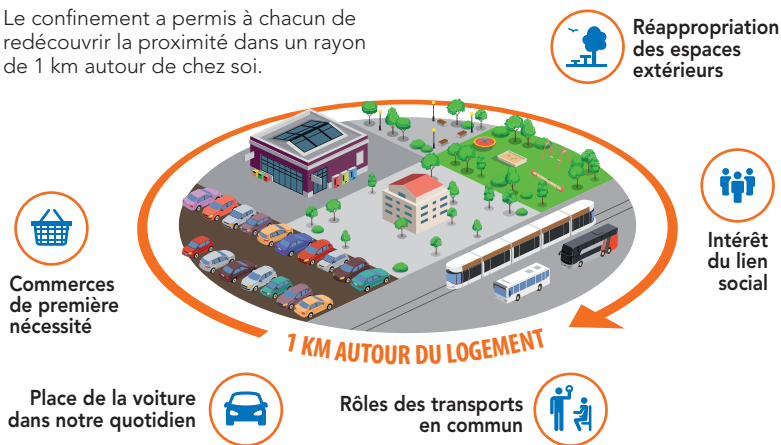 Le confinement a permis à chacun de
redécouvrir la proximité dans un rayon
de 1 km autour de chez soi.
Réappropriation
des espaces
extérieurs
Intérêt
du lien
social
Commerces
de première
nécessité
1 KM AUTOUR DU LOGEMENT
Place de la voiture
dans notre quotidien
Rôles des transports
en commun